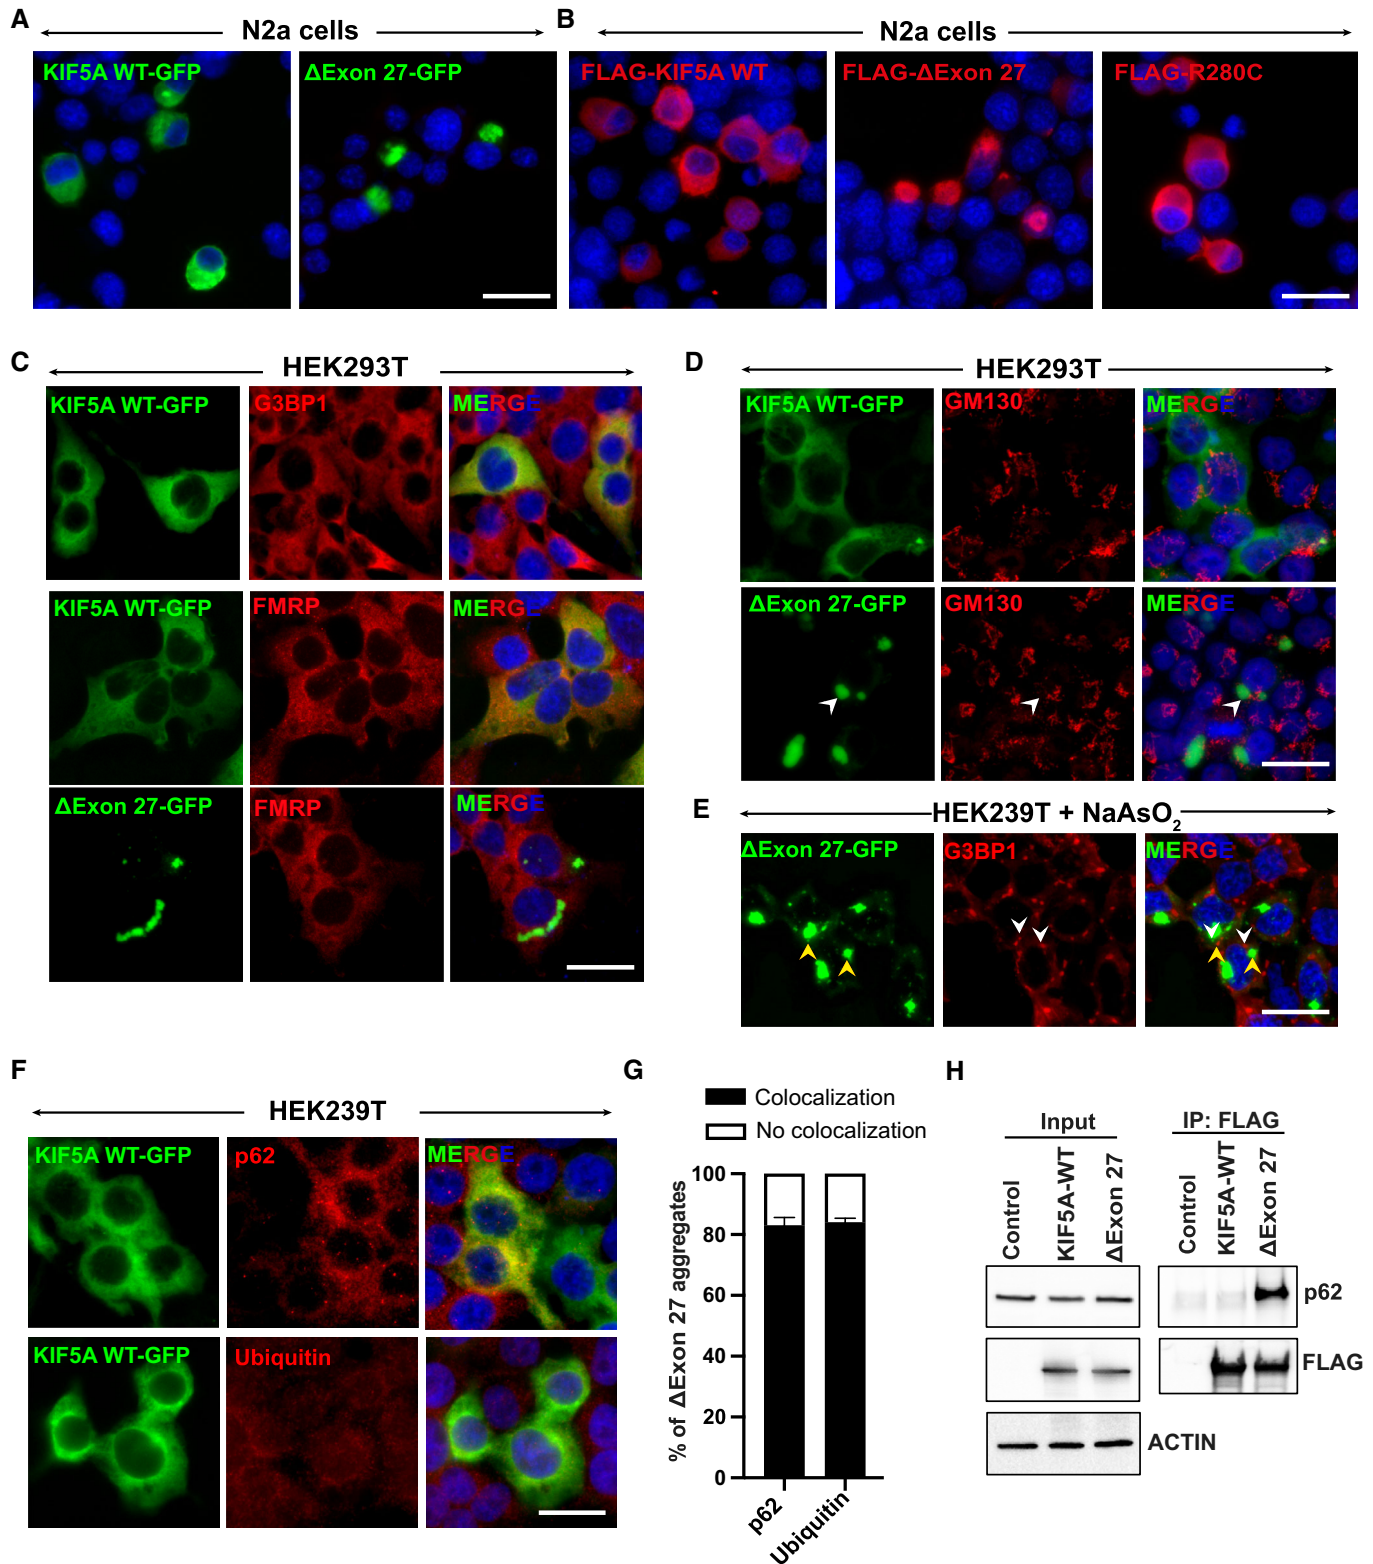 A
N2a cells
B
N2a cells
KIF5A WT-GFP
ΔExon 27-GFP
FLAG-KIF5A WT
FLAG-ΔExon 27
FLAG-R280C
C
HEK293T
KIF5A WT-GFP
G3BP1
MERGE
KIF5A WT-GFP
FMRP
MERGE
ΔExon 27-GFP
FMRP
MERGE
D
HEK293T
KIF5A WT-GFP
GM130
MERGE
ΔExon 27-GFP
GM130
MERGE
E
HEK239T + NaAsO2
ΔExon 27-GFP
G3BP1
MERGE
F
HEK239T
KIF5A WT-GFP
p62
MERGE
KIF5A WT-GFP
Ubiquitin
G
Colocalization
No colocalization
% of ΔExon 27 aggregates
100
80
60
40
20
0
p62
Ubiquitin
H
Input
IP: FLAG
Control
KIF5A-WT
ΔExon 27
Control
KIF5A-WT
ΔExon 27
p62
FLAG
ACTIN